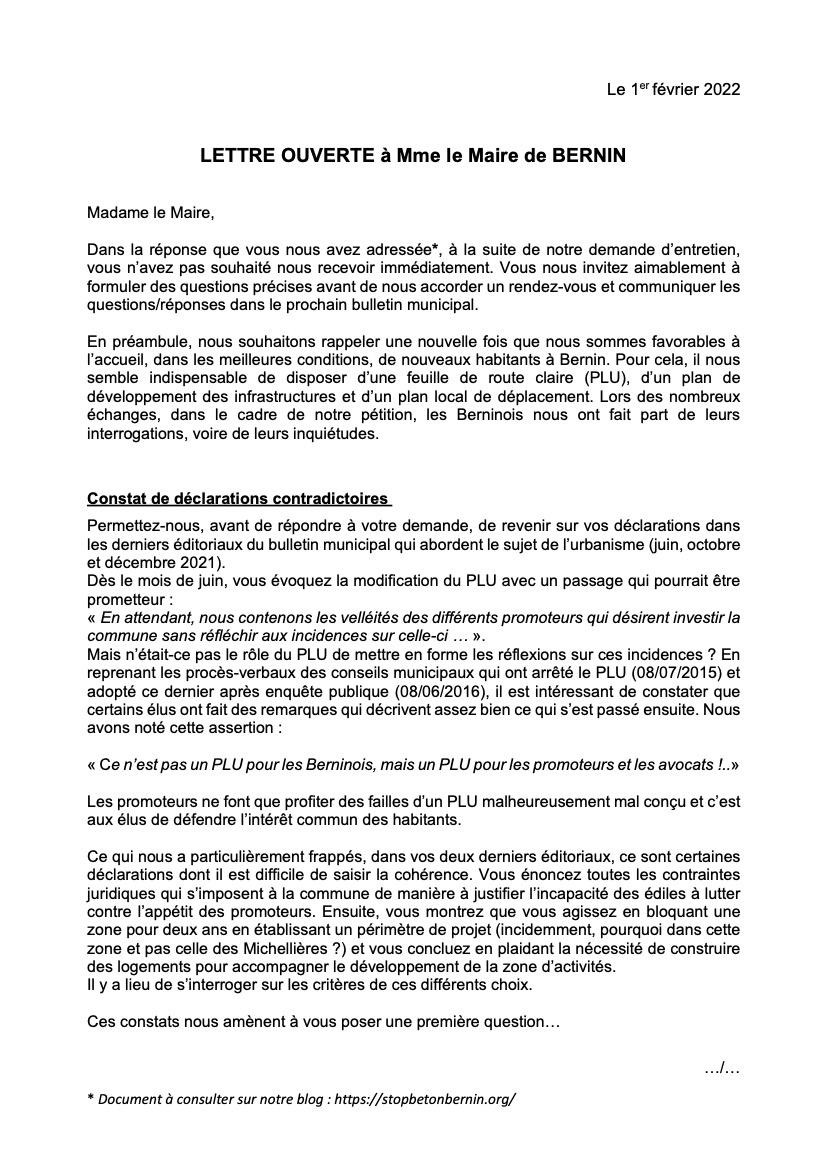 Le 1er février 2022
LETTRE OUVERTE à Mme le Maire de BERNIN
Madame le Maire,
Dans la réponse que vous nous avez adressée*, à la suite de notre demande d’entretien,
vous n’avez pas souhaité nous recevoir immédiatement. Vous nous invitez aimablement à
formuler des questions précises avant de nous accorder un rendez-vous et communiquer les
questions/réponses dans le prochain bulletin municipal.
En préambule, nous souhaitons rappeler une nouvelle fois que nous sommes favorables à
l’accueil, dans les meilleures conditions, de nouveaux habitants à Bernin. Pour cela, il nous
semble indispensable de disposer d’une feuille de route claire (PLU), d’un plan de
développement des infrastructures et d’un plan local de déplacement. Lors des nombreux
échanges, dans le cadre de notre pétition, les Berninois nous ont fait part de leurs
interrogations, voire de leurs inquiétudes.
Constat de déclarations contradictoires
Permettez-nous, avant de répondre à votre demande, de revenir sur vos déclarations dans
les derniers éditoriaux du bulletin municipal qui abordent le sujet de l’urbanisme (juin, octobre
et décembre 2021).
Dès le mois de juin, vous évoquez la modification du PLU avec un passage qui pourrait être
prometteur :
« En attendant, nous contenons les velléités des différents promoteurs qui désirent investir la
commune sans réfléchir aux incidences sur celle-ci … ».
Mais n’était-ce pas le rôle du PLU de mettre en forme les réflexions sur ces incidences ? En
reprenant les procès-verbaux des conseils municipaux qui ont arrêté le PLU (08/07/2015) et
adopté ce dernier après enquête publique (08/06/2016), il est intéressant de constater que
certains élus ont fait des remarques qui décrivent assez bien ce qui s’est passé ensuite. Nous
avons noté cette assertion :
« Ce n’est pas un PLU pour les Berninois, mais un PLU pour les promoteurs et les avocats !..»
Les promoteurs ne font que profiter des failles d’un PLU malheureusement mal conçu et c’est
aux élus de défendre l’intérêt commun des habitants.
Ce qui nous a particulièrement frappés, dans vos deux derniers éditoriaux, ce sont certaines
déclarations dont il est difficile de saisir la cohérence. Vous énoncez toutes les contraintes
juridiques qui s’imposent à la commune de manière à justifier l’incapacité des édiles à lutter
contre l’appétit des promoteurs. Ensuite, vous montrez que vous agissez en bloquant une
zone pour deux ans en établissant un périmètre de projet (incidemment, pourquoi dans cette
zone et pas celle des Michellières ?) et vous concluez en plaidant la nécessité de construire
des logements pour accompagner le développement de la zone d’activités.
Il y a lieu de s’interroger sur les critères de ces différents choix.
Ces constats nous amènent à vous poser une première question…
…/…
* Document à consulter sur notre blog : https://stopbetonbernin.org/